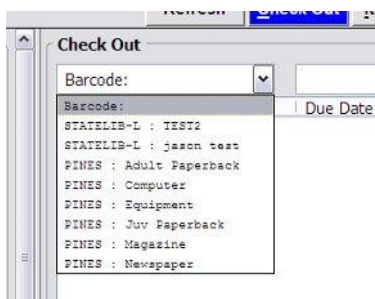 Check Out
Check Out
Barcode:
Due Date
Barcode:
STATELIB-L : TEST2
STATELIB-L : jason test
PINES : Adult Paperback
PINES : Computer
PINES : Equipment
PINES : Juv Paperback
PINES : Magazine
PINES : Newspaper